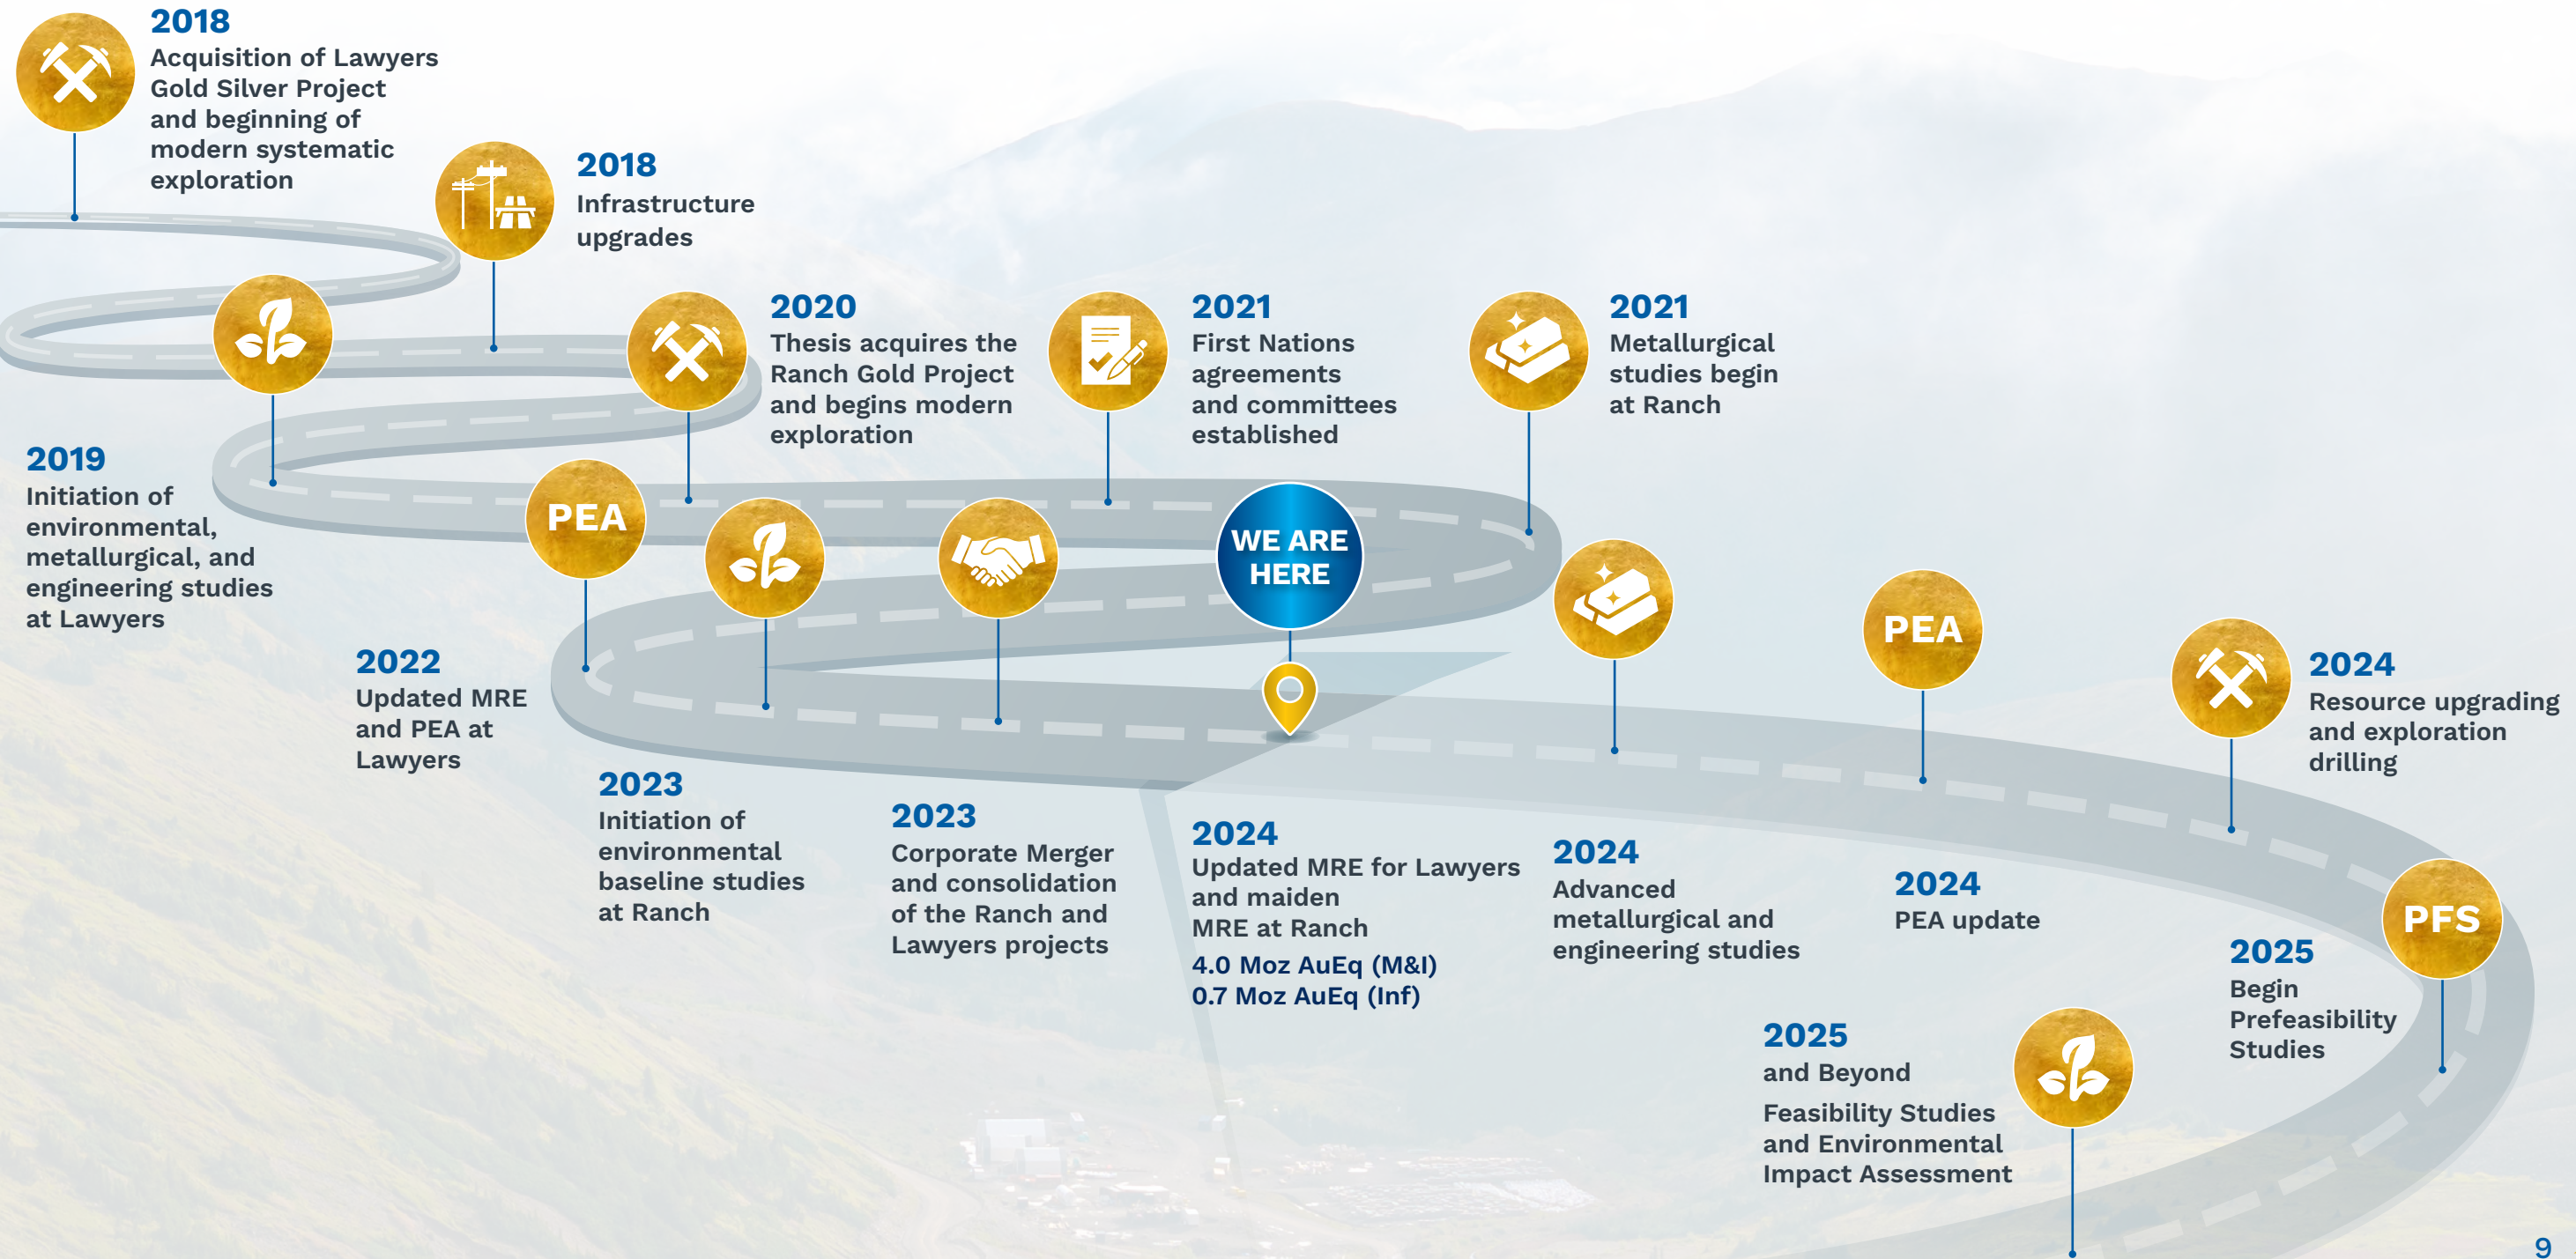 2018
Acquisition of Lawyers
Gold Silver Project
and beginning of
modern systematic
exploration
2018
Infrastructure
upgrades
2019
Initiation of
environmental,
metallurgical, and
engineering studies
at Lawyers
2020
Thesis acquires the
Ranch Gold Project
and begins modern
exploration
2021
First Nations
agreements
and committees
established
2021
Metallurgical
studies begin
at Ranch
PEA
2022
Updated MRE
and PEA at
Lawyers
2023
Initiation of
environmental
baseline studies
at Ranch
2023
Corporate Merger
and consolidation
of the Ranch and
Lawyers projects
WE ARE
HERE
2024
Updated MRE for Lawyers
and maiden
MRE at Ranch
4.0 Moz AuEq (M&I)
0.7 Moz AuEq (Inf)
2024
Advanced
metallurgical and
engineering studies
PEA
2024
PEA update
2024
Resource upgrading
and exploration
drilling
PFS
2025
Begin
Prefeasibility
Studies
2025
and Beyond
Feasibility Studies
and Environmental
Impact Assessment
9